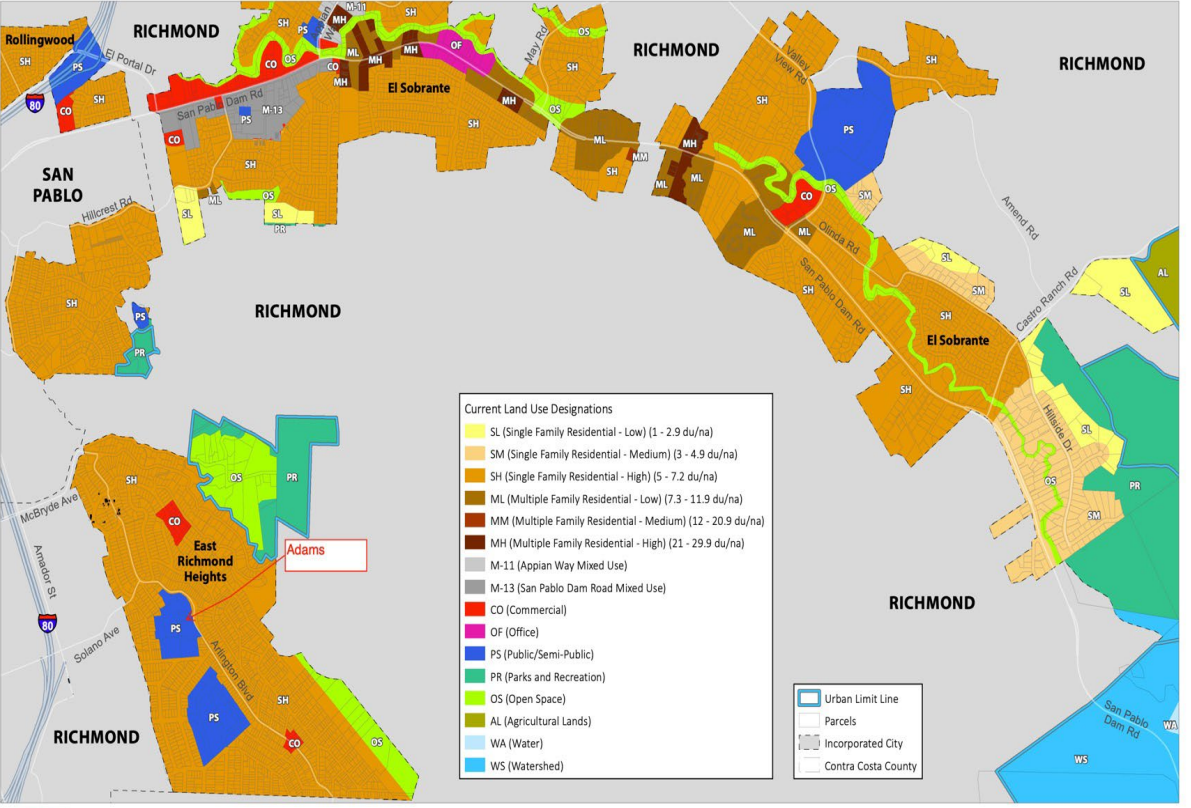 RICHMOND
Rollingwood
SH
PS
El Portal Dr
80
CO
SH
SH
PS
MH
M-11
SH
OS
CO
CO
MH
ML
MH
MH
OF
El Sobrante
San Pablo Dam Rd
M-13
PS
CO
SH
SH
MH
OS
May Rd
OS
SH
RICHMOND
Valley
View Rd
SH
RICHMOND
SH
PS
ML
SH
MM
MH
ML
ML
SAN
PABLO
Hillcrest Rd
SL
ML
OS
SL
PR
CO
OS
SM
Olinda Rd
ML
ML
Amend Rd
San Pablo Dam Rd
SH
SL
SM
SH
El Sobrante
Castro Ranch Rd
SL
AL
SH
PS
PR
RICHMOND
SH
Hillside Dr
SL
PR
OS
SM
SH
OS
PR
CO
McBryde Ave
East
Richmond
Heights
Adams
Amador St
80
Solano Ave
PS
Arlington Blvd
PS
SH
CO
OS
RICHMOND
RICHMOND
San Pablo
Dam Rd
WA
WS
Current Land Use Designations
SL (Single Family Residential - Low) (1 - 2.9 du/na)
SM (Single Family Residential - Medium) (3 - 4.9 du/na)
SH (Single Family Residential - High) (5 - 7.2 du/na)
ML (Multiple Family Residential - Low) (7.3 - 11.9 du/na)
MM (Multiple Family Residential - Medium) (12 - 20.9 du/na)
MH (Multiple Family Residential - High) (21 - 29.9 du/na)
M-11 (Appian Way Mixed Use)
M-13 (San Pablo Dam Road Mixed Use)
CO (Commercial)
OF (Office)
PS (Public/Semi-Public)
PR (Parks and Recreation)
OS (Open Space)
AL (Agricultural Lands)
WA (Water)
WS (Watershed)
Urban Limit Line
Parcels
Incorporated City
Contra Costa County